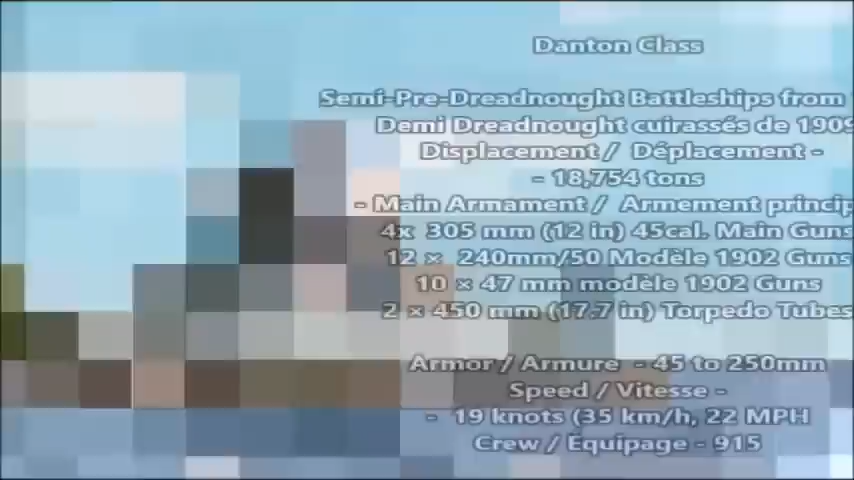 Danton Class
Semi-Pre-Dreadnought Battleships from
Demi Dreadnought cuirassés de 1909
Displacement / Déplacement -
- 18,754 tons
- Main Armament / Armement princip
4x 305 mm (12 in) 45cal. Main Guns
12 × 240mm/50 Modèle 1902 Guns
10 × 47 mm modèle 1902 Guns
2 × 450 mm (17.7 in) Torpedo Tubes
Armor / Armure - 45 to 250mm
Speed / Vitesse -
- 19 knots (35 km/h, 22 MPH
Crew / Équipage - 915